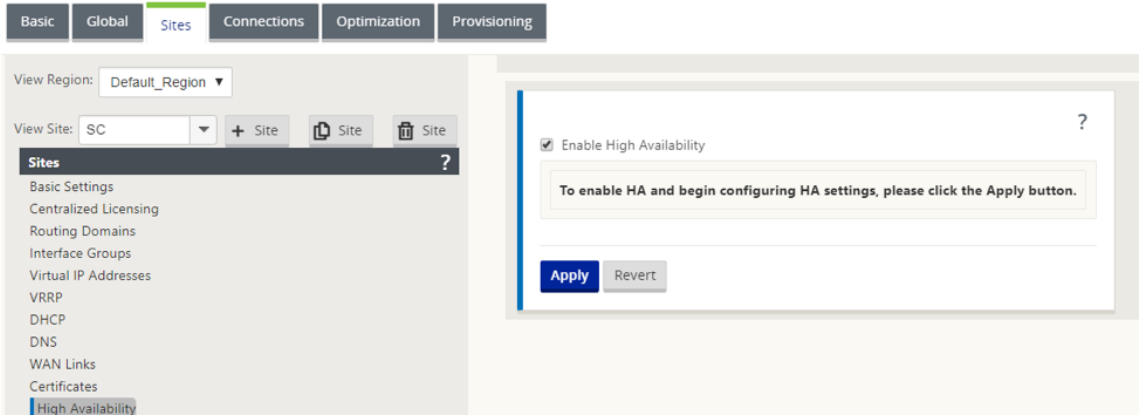 Basic Global Sites Connections Optimization Provisioning
View Region: Default_Region ▼
View Site: SC + Site Site Site
Sites ?
Basic Settings
Centralized Licensing
Routing Domains
Interface Groups
Virtual IP Addresses
VRRP
DHCP
DNS
WAN Links
Certificates
High Availability
?
Enable High Availability
To enable HA and begin configuring HA settings, please click the Apply button.
Apply Revert